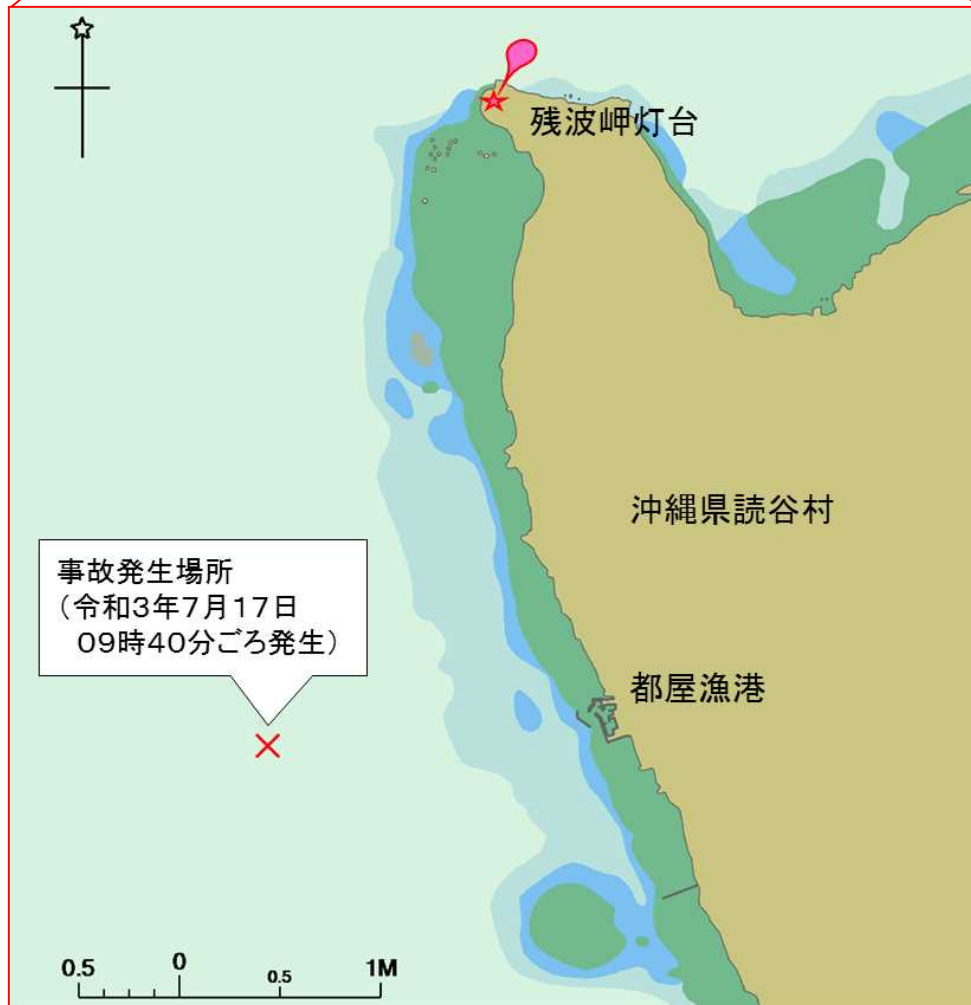 残波岬灯台
沖縄県読谷村
事故発生場所
（令和3年7月17日
09時40分ごろ発生）
都屋漁港
0.5 0 0.5 1M